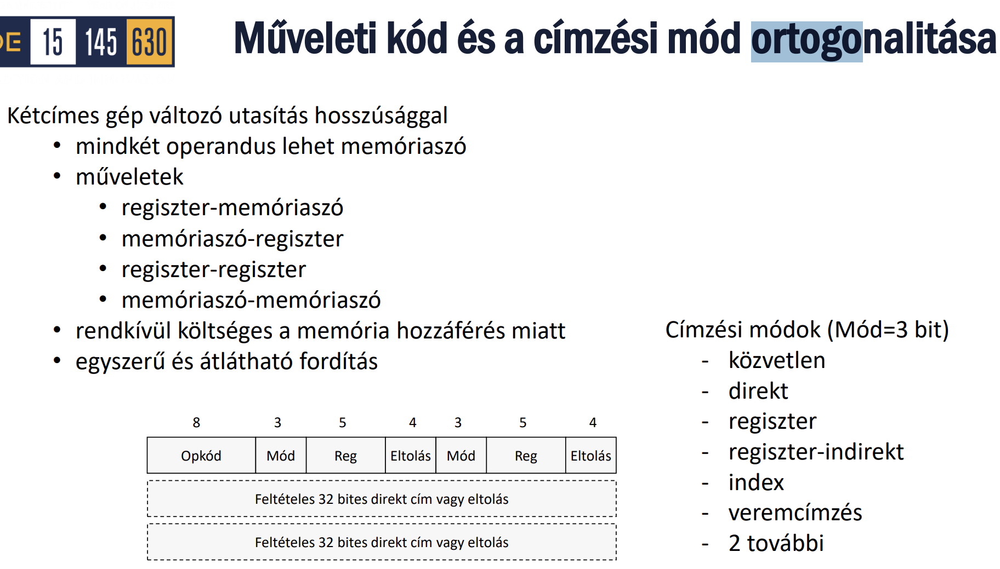 ÓE 15 145 630
Műveleti kód és a címzési mód ortogonalitása
Kétcímes gép változó utasítás hosszúsággal
• mindkét operandus lehet memóriaszó
• műveletek
• regiszter-memóriaszó
• memóriaszó-regiszter
• regiszter-regiszter
• memóriaszó-memóriaszó
• rendkívül költséges a memória hozzáférés miatt
• egyszerű és átlátható fordítás
Címzési módok (Mód=3 bit)
- közvetlen
- direkt
- regiszter
- regiszter-indirekt
- index
- veremcímzés
- 2 további
8 3 5 4 3 5 4
Opkód Mód Reg Eltolás Mód Reg Eltolás
Feltételes 32 bites direkt cím vagy eltolás
Feltételes 32 bites direkt cím vagy eltolás